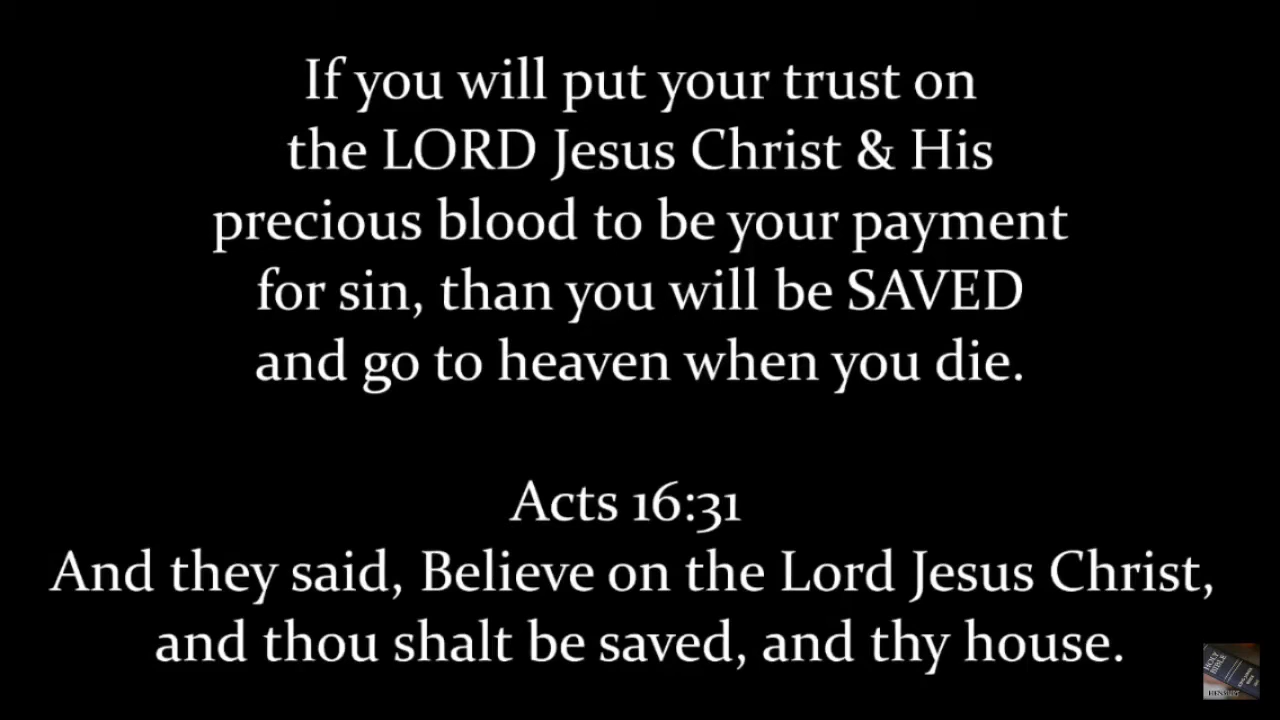 If you will put your trust on
the LORD Jesus Christ & His
precious blood to be your payment
for sin, than you will be SAVED
and go to heaven when you die.
Acts 16:31
And they said, Believe on the Lord Jesus Christ,
and thou shalt be saved, and thy house.
HOLY
BIBLE